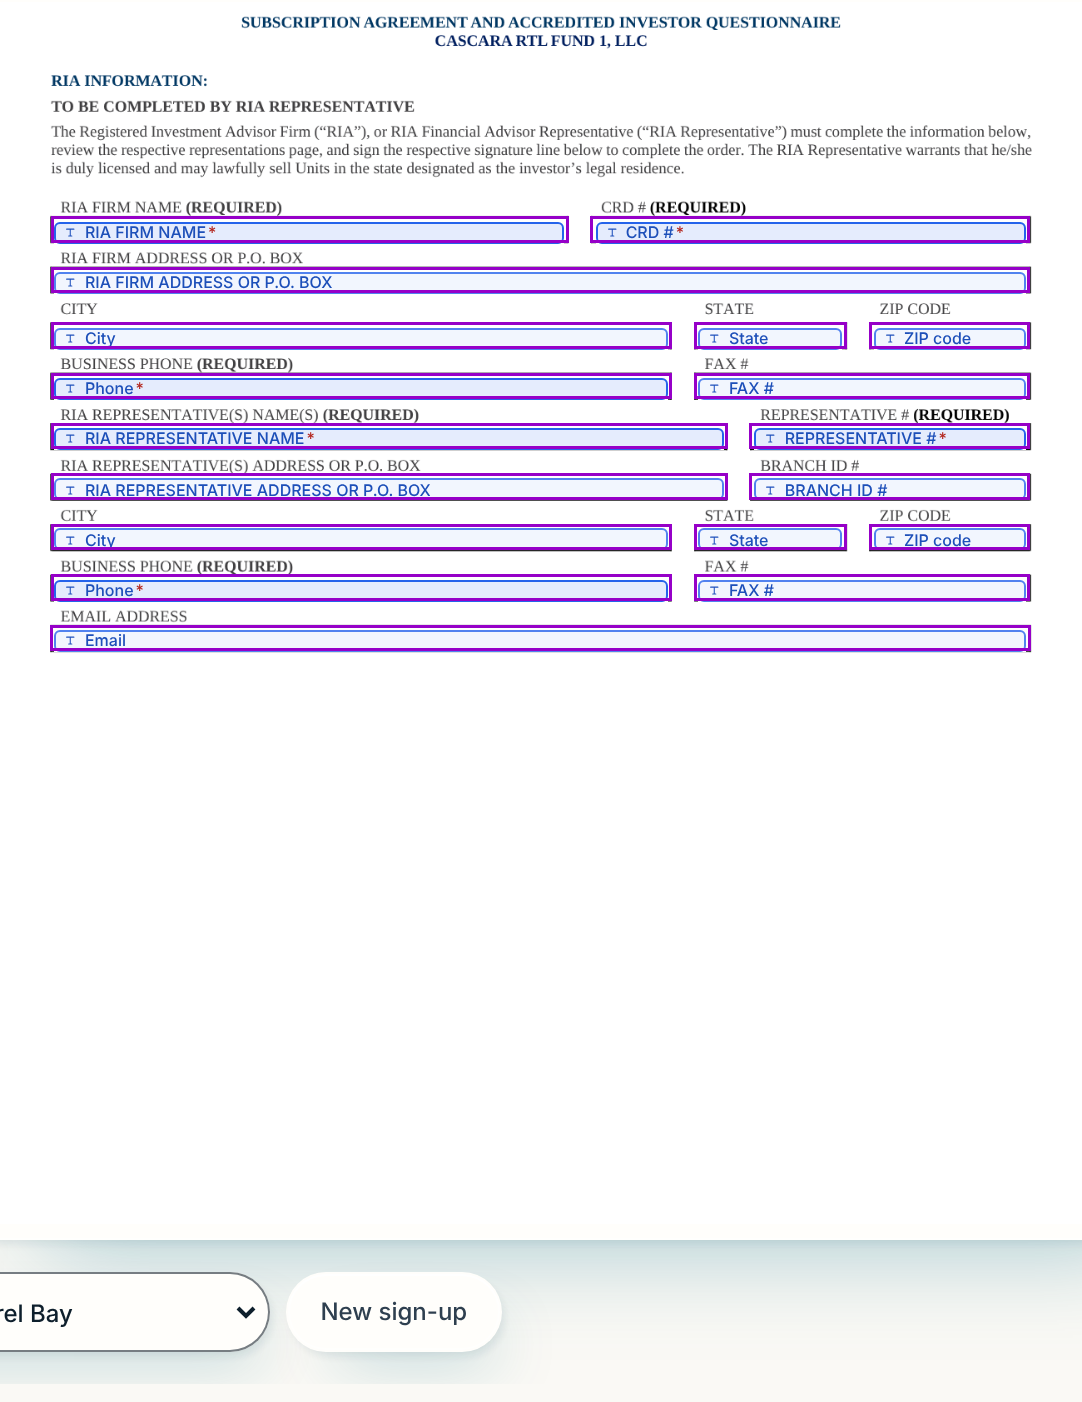 SUBSCRIPTION AGREEMENT AND ACCREDITED INVESTOR QUESTIONNAIRE
CASCARA RTL FUND 1, LLC
RIA INFORMATION:
TO BE COMPLETED BY RIA REPRESENTATIVE
The Registered Investment Advisor Firm (“RIA”), or RIA Financial Advisor Representative (“RIA Representative”) must complete the information below,
review the respective representations page, and sign the respective signature line below to complete the order. The RIA Representative warrants that he/she
is duly licensed and may lawfully sell Units in the state designated as the investor’s legal residence.
RIA FIRM NAME (REQUIRED) CRD # (REQUIRED)
RIA FIRM NAME* CRD #*
RIA FIRM ADDRESS OR P.O. BOX
RIA FIRM ADDRESS OR P.O. BOX
CITY STATE ZIP CODE
City State ZIP code
BUSINESS PHONE (REQUIRED) FAX #
Phone* FAX #
RIA REPRESENTATIVE(S) NAME(S) (REQUIRED) REPRESENTATIVE # (REQUIRED)
RIA REPRESENTATIVE NAME* REPRESENTATIVE #*
RIA REPRESENTATIVE(S) ADDRESS OR P.O. BOX BRANCH ID #
RIA REPRESENTATIVE ADDRESS OR P.O. BOX BRANCH ID #
CITY STATE ZIP CODE
City State ZIP code
BUSINESS PHONE (REQUIRED) FAX #
Phone* FAX #
EMAIL ADDRESS
Email
rel Bay New sign-up